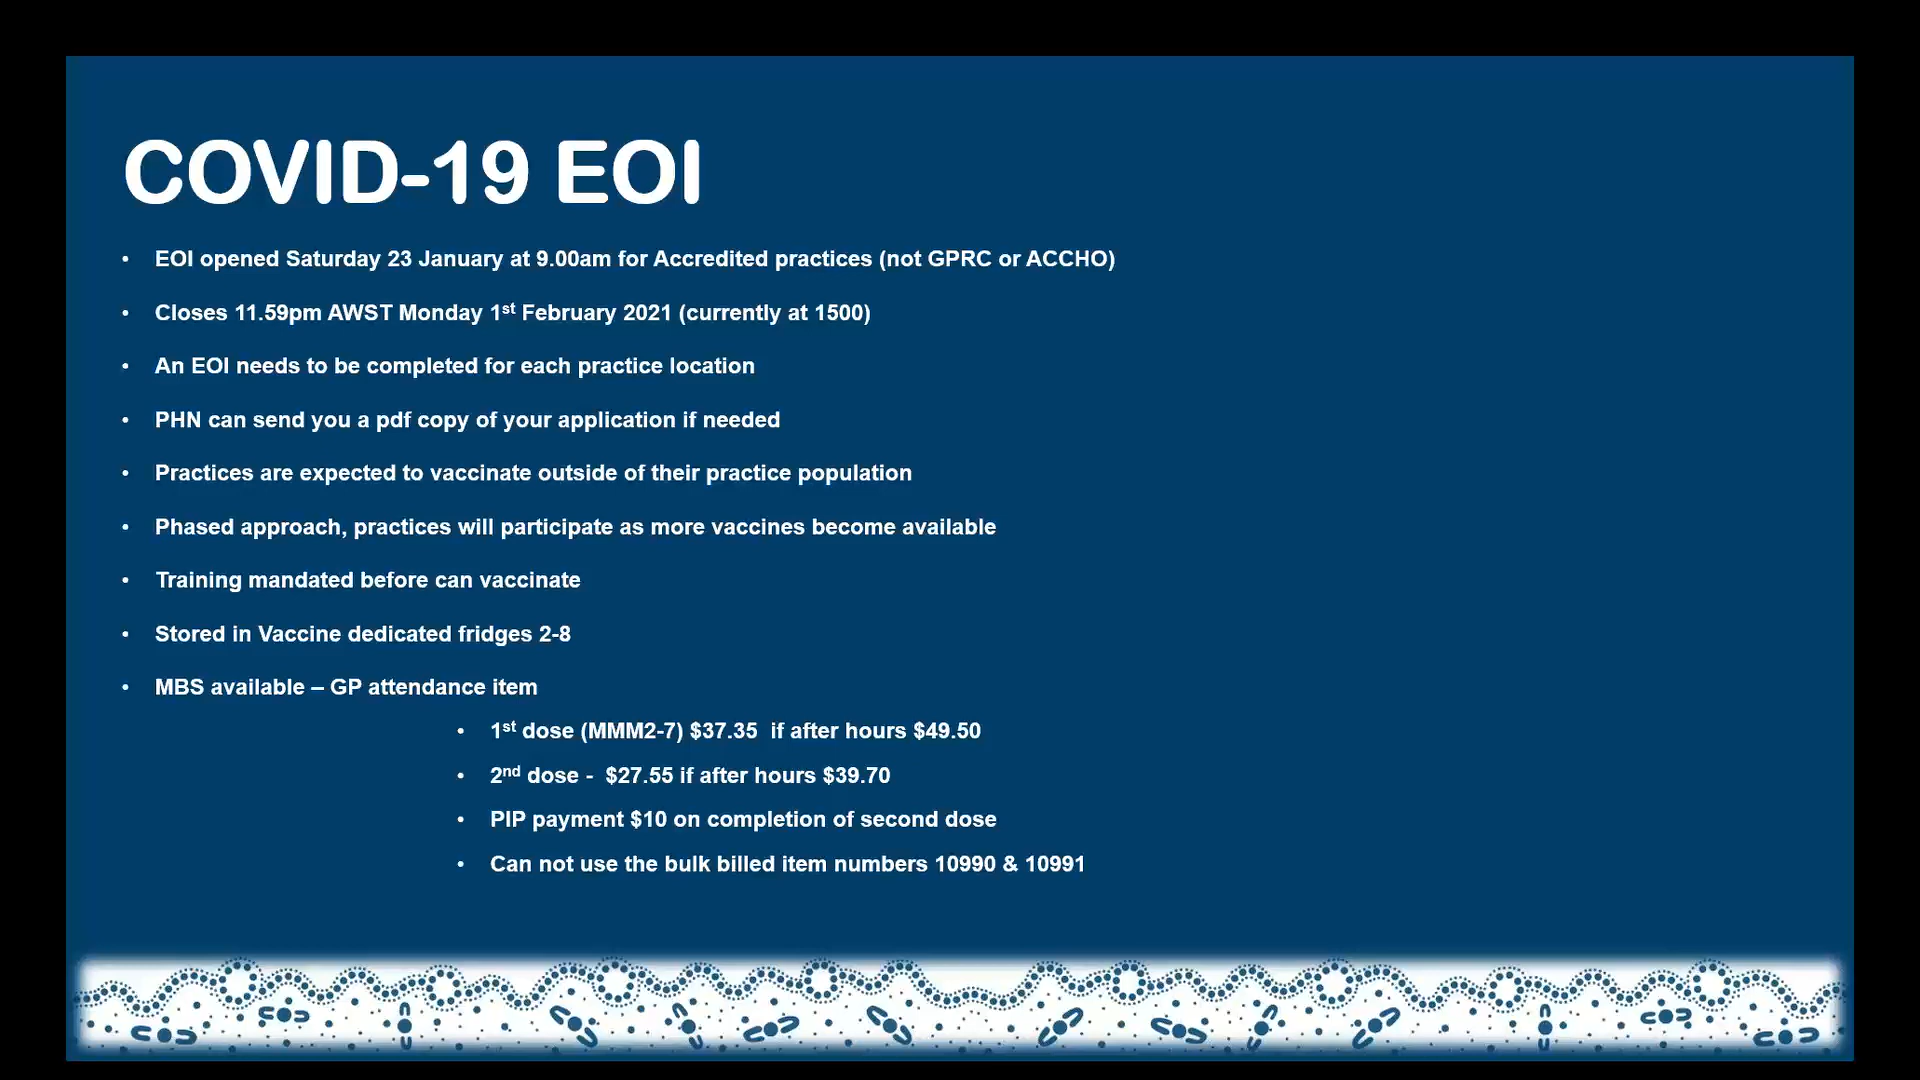 COVID-19 EOI
• EOI opened Saturday 23 January at 9.00am for Accredited practices (not GPRC or ACCHO)
• Closes 11.59pm AWST Monday 1st February 2021 (currently at 1500)
• An EOI needs to be completed for each practice location
• PHN can send you a pdf copy of your application if needed
• Practices are expected to vaccinate outside of their practice population
• Phased approach, practices will participate as more vaccines become available
• Training mandated before can vaccinate
• Stored in Vaccine dedicated fridges 2-8
• MBS available – GP attendance item
• 1st dose (MMM2-7) $37.35 if after hours $49.50
• 2nd dose - $27.55 if after hours $39.70
• PIP payment $10 on completion of second dose
• Can not use the bulk billed item numbers 10990 & 10991